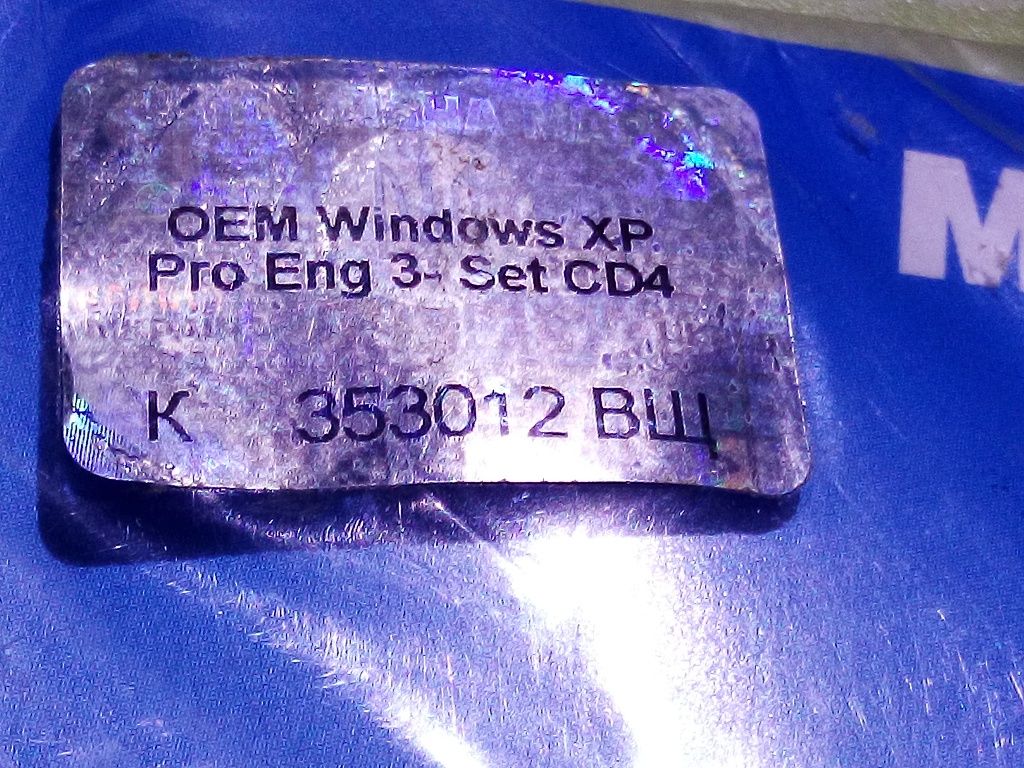 OEM Windows XP
Pro Eng 3- Set CD4
К 353012 ВЩ
M